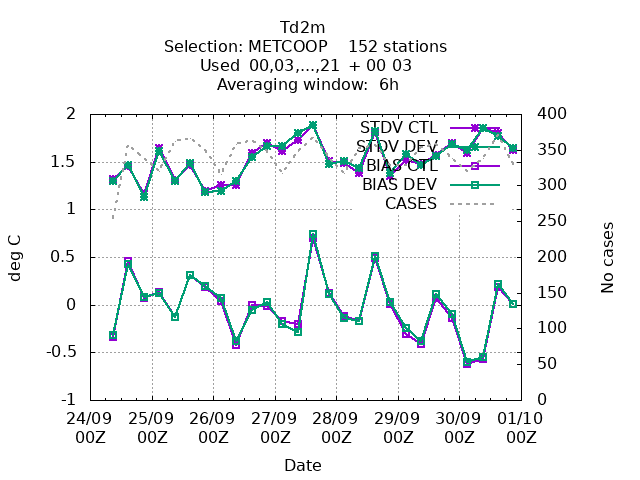 Td2m
Selection: METCOOP 152 stations
Used 00,03,...,21 + 00 03
Averaging window: 6h
2
1.5
1
0.5
0
-0.5
-1
deg C
400
350
300
250
200
150
100
50
0
No cases
STDV CTL
STDV DEV
BIAS CTL
BIAS DEV
CASES
24/09 25/09 26/09 27/09 28/09 29/09 30/09 01/10
00Z 00Z 00Z 00Z 00Z 00Z 00Z 00Z
Date